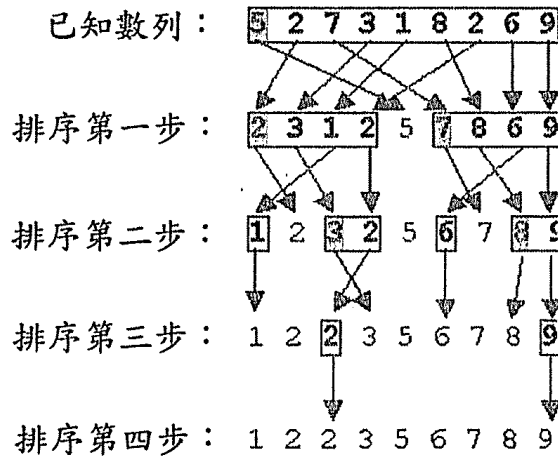 已知數列： 5 2 7 3 1 8 2 6 9
排序第一步： 2 3 1 2 5 7 8 6 9
排序第二步： 1 2 3 2 5 6 7 8 9
排序第三步： 1 2 2 3 5 6 7 8 9
排序第四步： 1 2 2 3 5 6 7 8 9